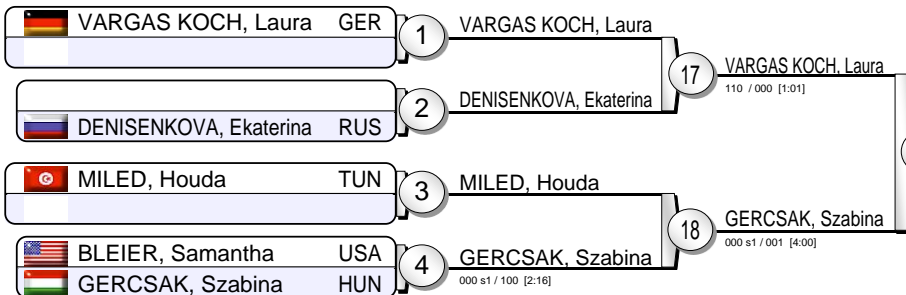 VARGAS KOCH, Laura GER
1
VARGAS KOCH, Laura
17
VARGAS KOCH, Laura
110 / 000 [1:01]
2
DENISENKOVA, Ekaterina
DENISENKOVA, Ekaterina RUS
MILED, Houda TUN
3
MILED, Houda
18
GERCSAK, Szabina
000 s1 / 001 [4:00]
BLEIER, Samantha USA
4
GERCSAK, Szabina
GERCSAK, Szabina HUN
000 s1 / 100 [2:16]